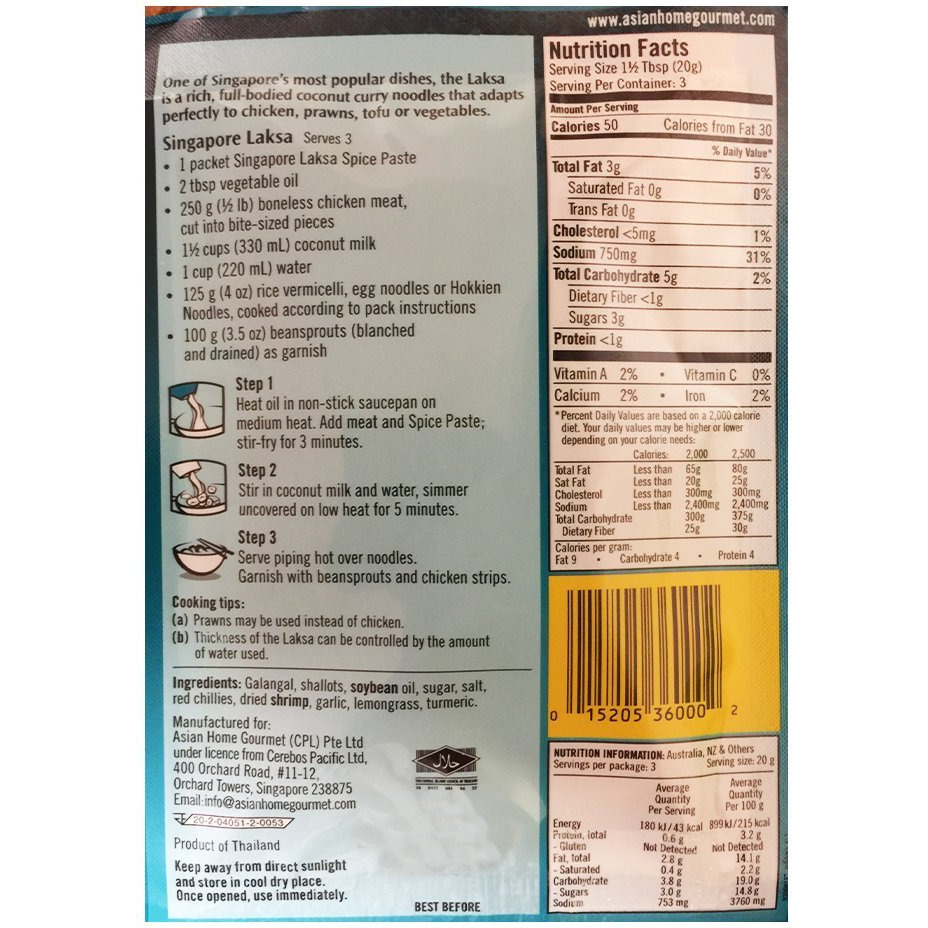 www.asianhomegourmet.com
One of Singapore's most popular dishes, the Laksa
is a rich, full-bodied coconut curry noodles that adapts
perfectly to chicken, prawns, tofu or vegetables.
Singapore Laksa Serves 3
• 1 packet Singapore Laksa Spice Paste
• 2 tbsp vegetable oil
• 250 g (½ lb) boneless chicken meat,
cut into bite-sized pieces
• 1½ cups (330 mL) coconut milk
• 1 cup (220 mL) water
• 125 g (4 oz) rice vermicelli, egg noodles or Hokkien
Noodles, cooked according to pack instructions
• 100 g (3.5 oz) beansprouts (blanched
and drained) as garnish
Step 1
Heat oil in non-stick saucepan on
medium heat. Add meat and Spice Paste;
stir-fry for 3 minutes.
Step 2
Stir in coconut milk and water, simmer
uncovered on low heat for 5 minutes.
Step 3
Serve piping hot over noodles.
Garnish with beansprouts and chicken strips.
Cooking tips:
(a) Prawns may be used instead of chicken.
(b) Thickness of the Laksa can be controlled by the amount
of water used.
Ingredients: Galangal, shallots, soybean oil, sugar, salt,
red chillies, dried shrimp, garlic, lemongrass, turmeric.
Manufactured for:
Asian Home Gourmet (CPL) Pte Ltd
under licence from Cerebos Pacific Ltd,
400 Orchard Road, #11-12,
Orchard Towers, Singapore 238875
Email:info@asianhomegourmet.com
20-2-04051-2-0053
Product of Thailand
Keep away from direct sunlight
and store in cool dry place.
Once opened, use immediately.
حلال
BEST BEFORE
Nutrition Facts
Serving Size 1½ Tbsp (20g)
Serving Per Container: 3
Amount Per Serving
Calories 50 Calories from Fat 30
% Daily Value*
Total Fat 3g 5%
Saturated Fat 0g 0%
Trans Fat 0g
Cholesterol <5mg 1%
Sodium 750mg 31%
Total Carbohydrate 5g 2%
Dietary Fiber <1g
Sugars 3g
Protein <1g
Vitamin A 2% • Vitamin C 0%
Calcium 2% • Iron 2%
*Percent Daily Values are based on a 2,000 calorie
diet. Your daily values may be higher or lower
depending on your calorie needs:
Calories: 2,000 2,500
Total Fat Less than 65g 80g
Sat Fat Less than 20g 25g
Cholesterol Less than 300mg 300mg
Sodium Less than 2,400mg 2,400mg
Total Carbohydrate 300g 375g
Dietary Fiber 25g 30g
Calories per gram:
Fat 9 • Carbohydrate 4 • Protein 4
0 15205 36000 2
NUTRITION INFORMATION: Australia, NZ & Others
Servings per package: 3 Serving size: 20 g
Average Average
Quantity Quantity
Per Serving Per 100 g
Energy 180 kJ/43 kcal 899 kJ/215 kcal
Protein, total 0.6 g 3.2 g
- Gluten Not Detected Not Detected
Fat, total 2.8 g 14.1 g
- Saturated 0.4 g 2.2 g
Carbohydrate 3.8 g 19.0 g
- Sugars 3.0 g 14.8 g
Sodium 753 mg 3760 mg